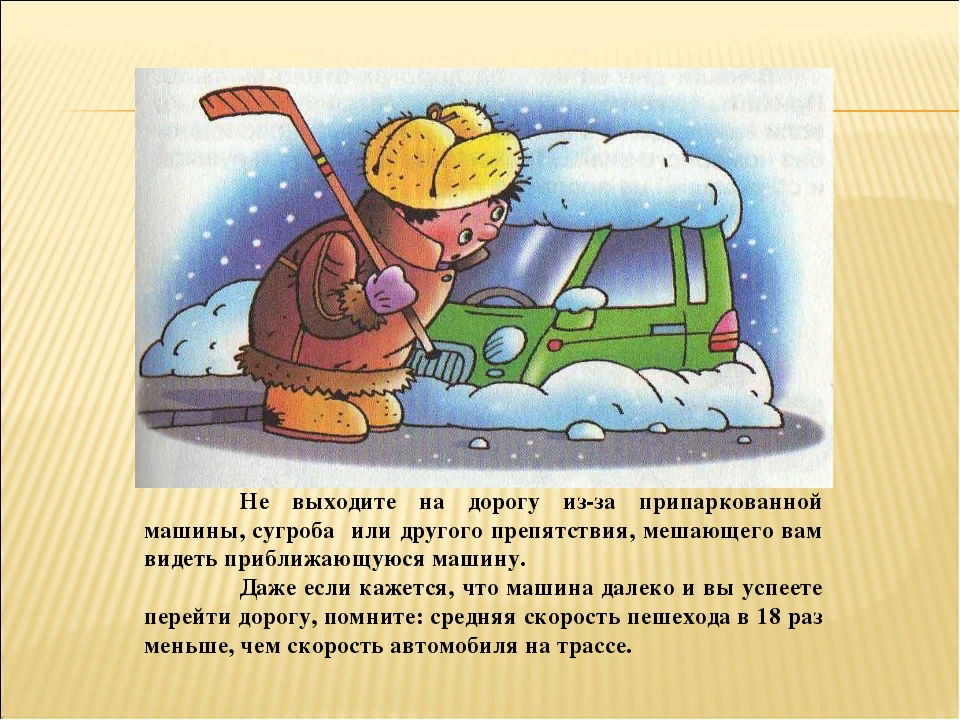 Не выходите на дорогу из-за припаркованной
машины, сугроба или другого препятствия, мешающего вам
видеть приближающуюся машину.
Даже если кажется, что машина далеко и вы успеете
перейти дорогу, помните: средняя скорость пешехода в 18 раз
меньше, чем скорость автомобиля на трассе.